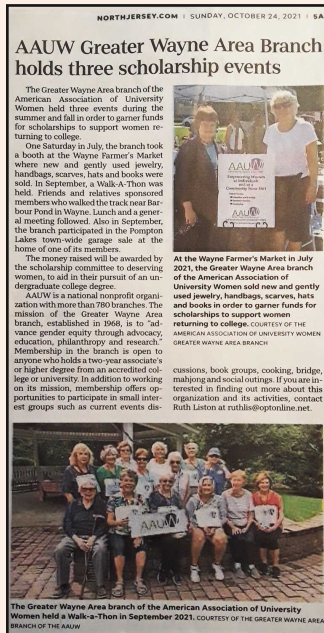 NORTHJERSEY.COM | SUNDAY, OCTOBER 24, 2021 | 5A
AAUW Greater Wayne Area Branch
holds three scholarship events
The Greater Wayne Area branch of the
American Association of University
Women held three events during the
summer and fall in order to garner funds
for scholarships to support women re-
turning to college.
One Saturday in July, the branch took
a booth at the Wayne Farmer's Market
where new and gently used jewelry,
handbags, scarves, hats and books were
sold. In September, a Walk-A-Thon was
held. Friends and relatives sponsored
members who walked the track near Bar-
bour Pond in Wayne. Lunch and a gener-
al meeting followed. Also in September,
the branch participated in the Pompton
Lakes town-wide garage sale at the
home of one of its members.
The money raised will be awarded by
the scholarship committee to deserving
women, to aid in their pursuit of an un-
dergraduate college degree.
AAUW is a national nonprofit organi-
zation with more than 780 branches. The
mission of the Greater Wayne Area
branch, established in 1968, is to "ad-
vance gender equity through advocacy,
education, philanthropy and research."
Membership in the branch is open to
anyone who holds a two-year associate's
or higher degree from an accredited col-
lege or university. In addition to working
on its mission, membership offers op-
portunities to participate in small inter-
est groups such as current events dis-
AAUW
Empowering Women
as Individuals
and as a
Community Since 1881
At the Wayne Farmer's Market in July
2021, the Greater Wayne Area branch
of the American Association of
University Women sold new and gently
used jewelry, handbags, scarves, hats
and books in order to garner funds for
scholarships to support women
returning to college. COURTESY OF THE
AMERICAN ASSOCIATION OF UNIVERSITY WOMEN
GREATER WAYNE AREA BRANCH
cussions, book groups, cooking, bridge,
mahjong and social outings. If you are in-
terested in finding out more about this
organization and its activities, contact
Ruth Liston at ruthlis@optonline.net.
AAUW
The Greater Wayne Area branch of the American Association of University
Women held a Walk-a-Thon in September 2021. COURTESY OF THE GREATER WAYNE AREA
BRANCH OF THE AAUW